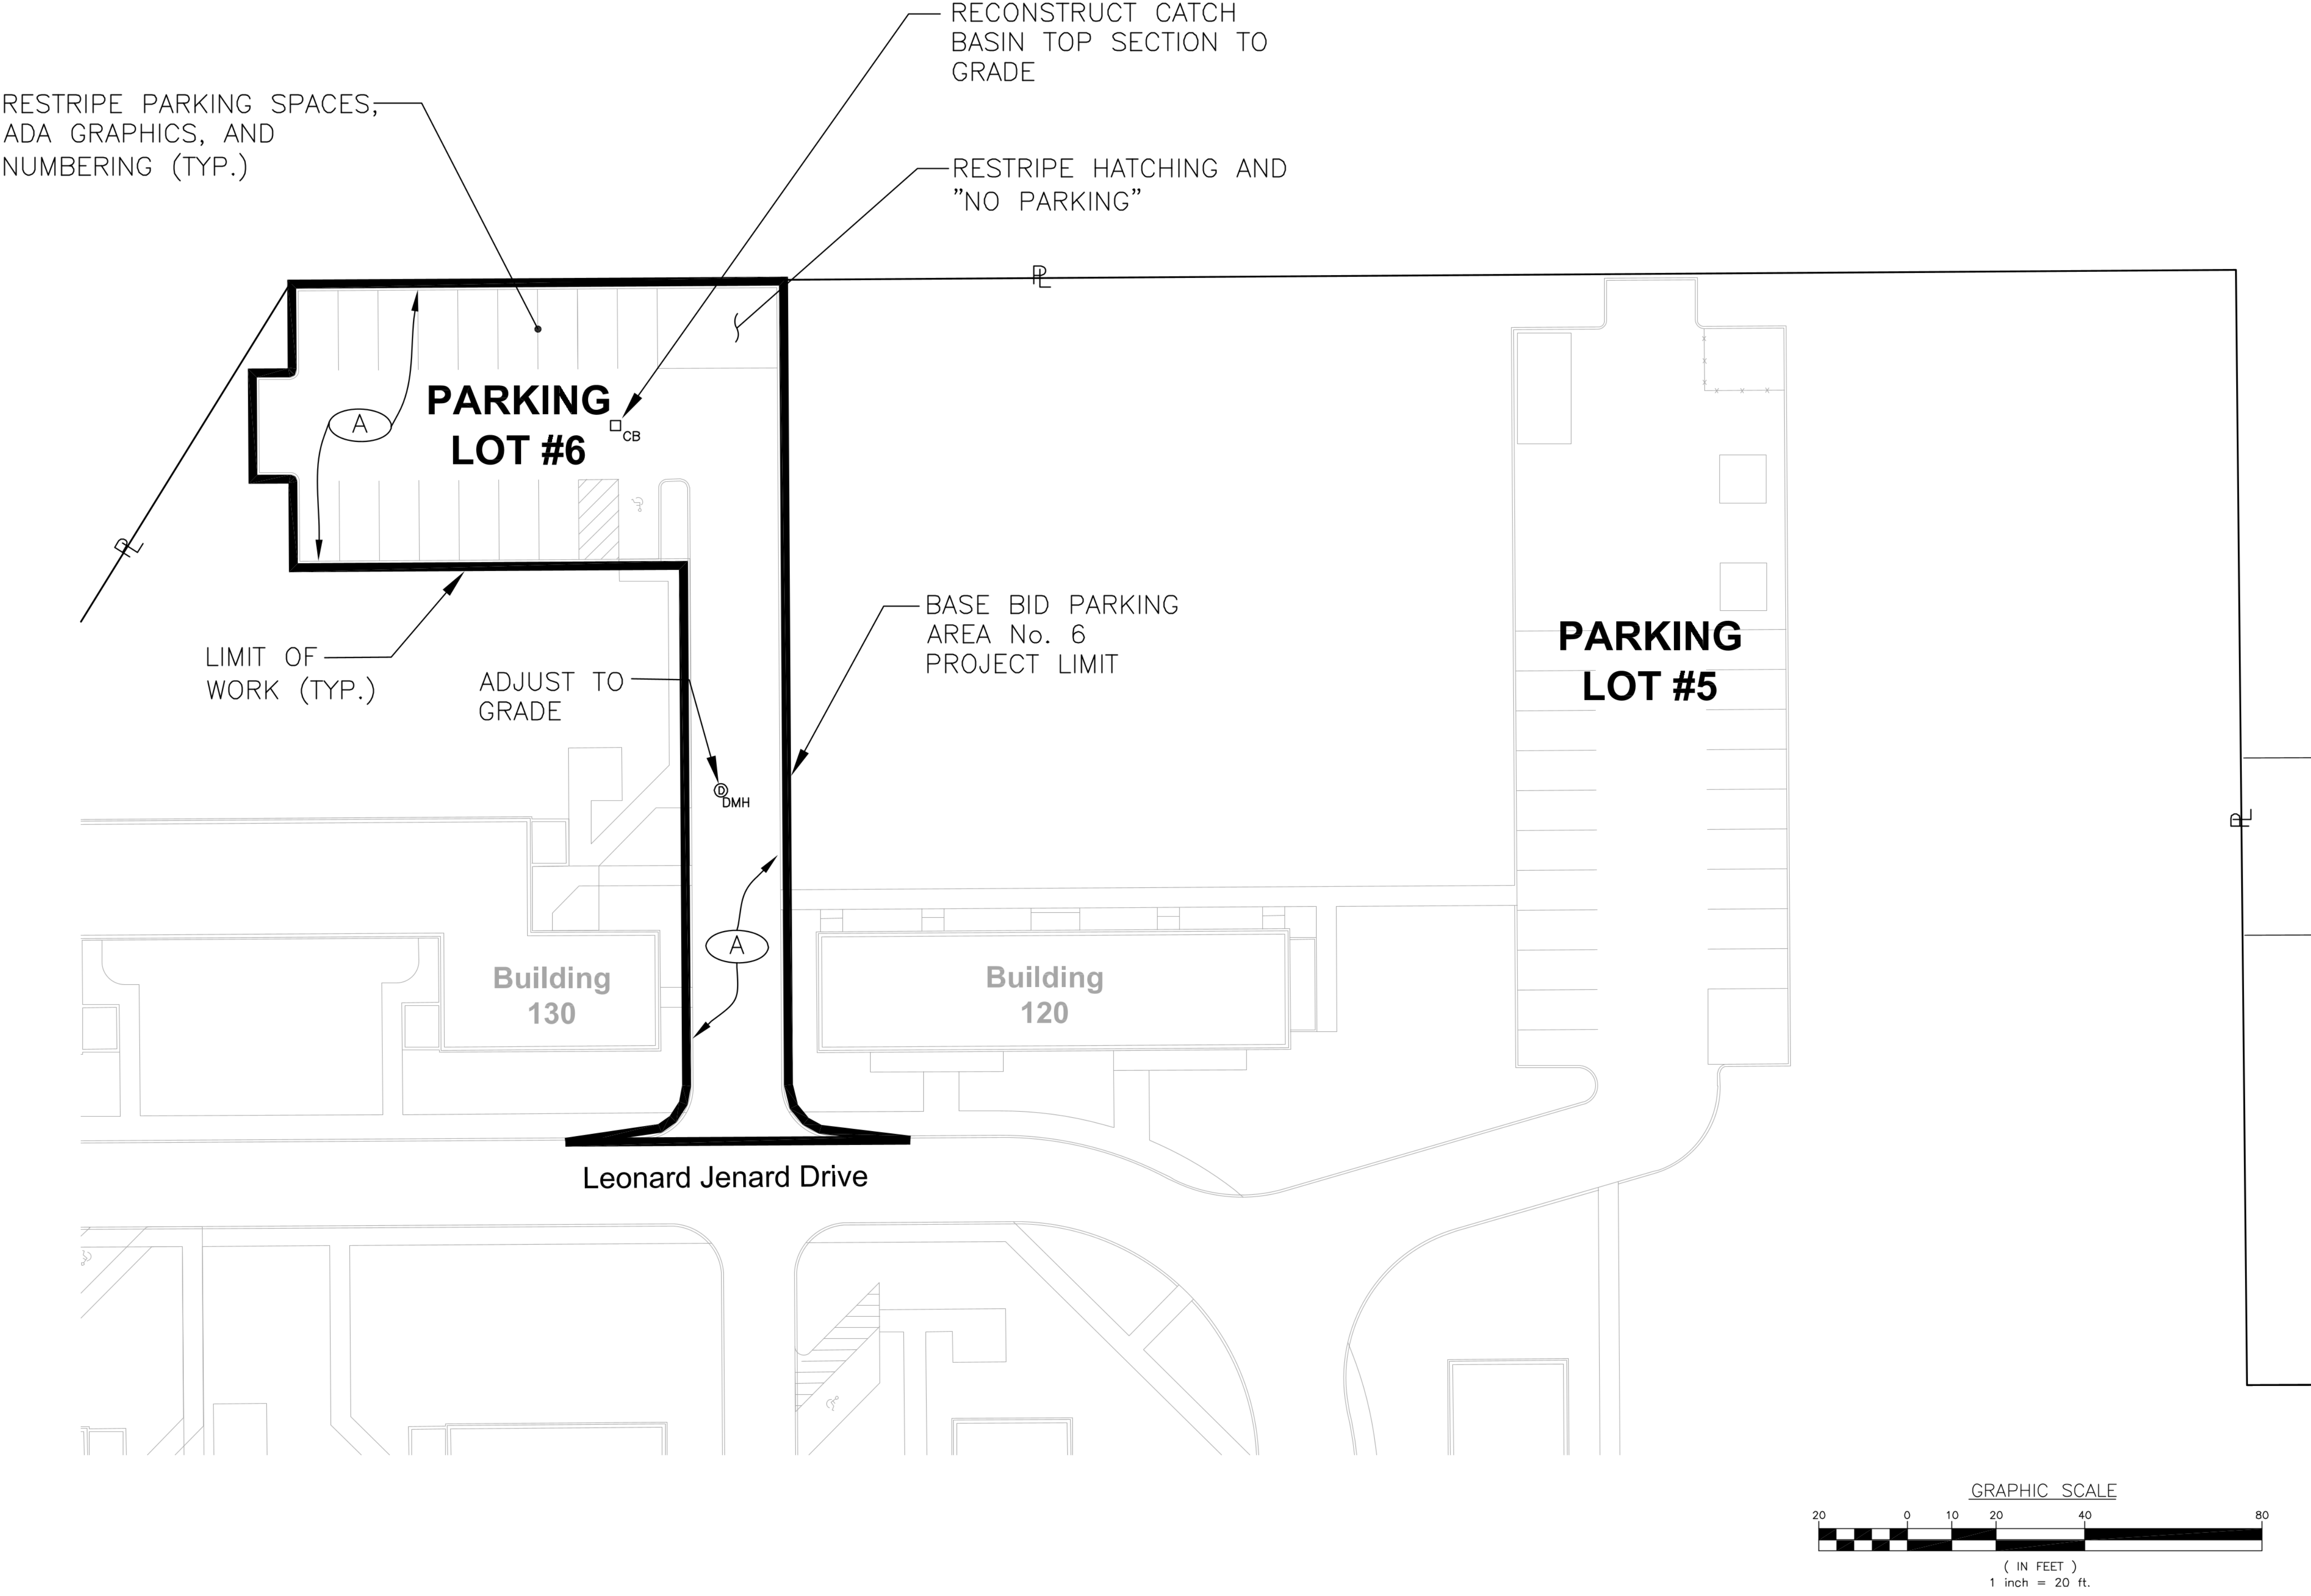 RECONSTRUCT CATCH
BASIN TOP SECTION TO
GRADE
RESTRIPE PARKING SPACES,
ADA GRAPHICS, AND
NUMBERING (TYP.)
RESTRIPE HATCHING AND
"NO PARKING"
PL
PARKING
LOT #6
A
CB
PL
BASE BID PARKING
AREA No. 6
PROJECT LIMIT
LIMIT OF
WORK (TYP.)
ADJUST TO
GRADE
PARKING
LOT #5
D
DMH
PL
A
Building
130
Building
120
Leonard Jenard Drive
GRAPHIC SCALE
20 0 10 20 40 80
( IN FEET )
1 inch = 20 ft.